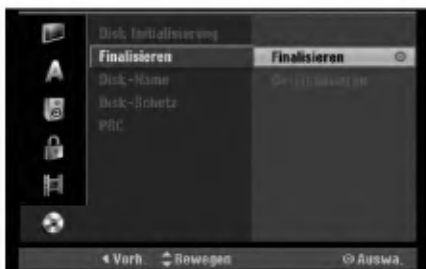 Disk Initialisierung
Finalisieren
Finalisieren
Disk-Name
Disk-Schutz
PBC
Vorh. Bewegen Auswa.